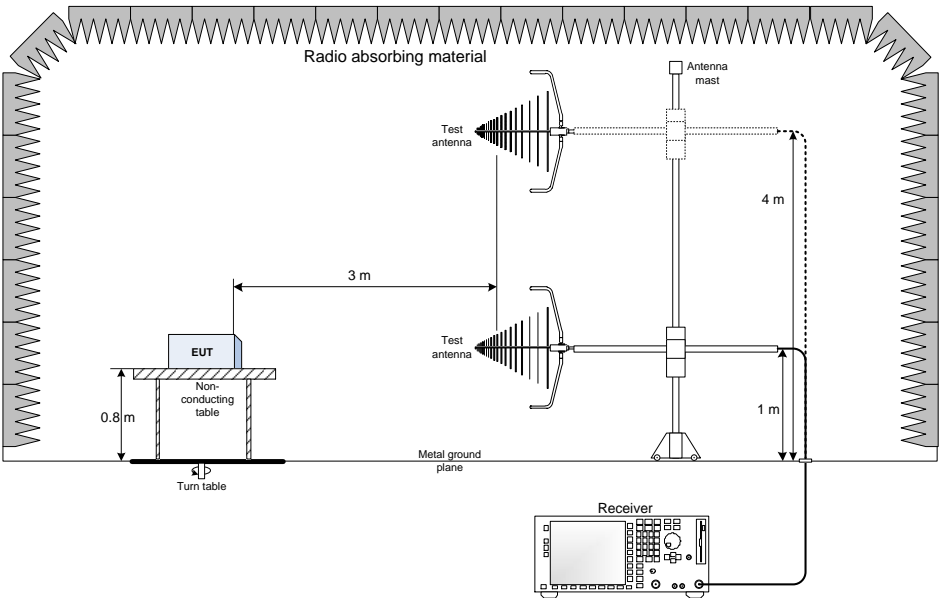 Radio absorbing material
Antenna
mast
Test
antenna
4 m
3 m
Test
antenna
EUT
Non-
conducting
table
0.8 m
1 m
Metal ground
plane
Turn table
Receiver